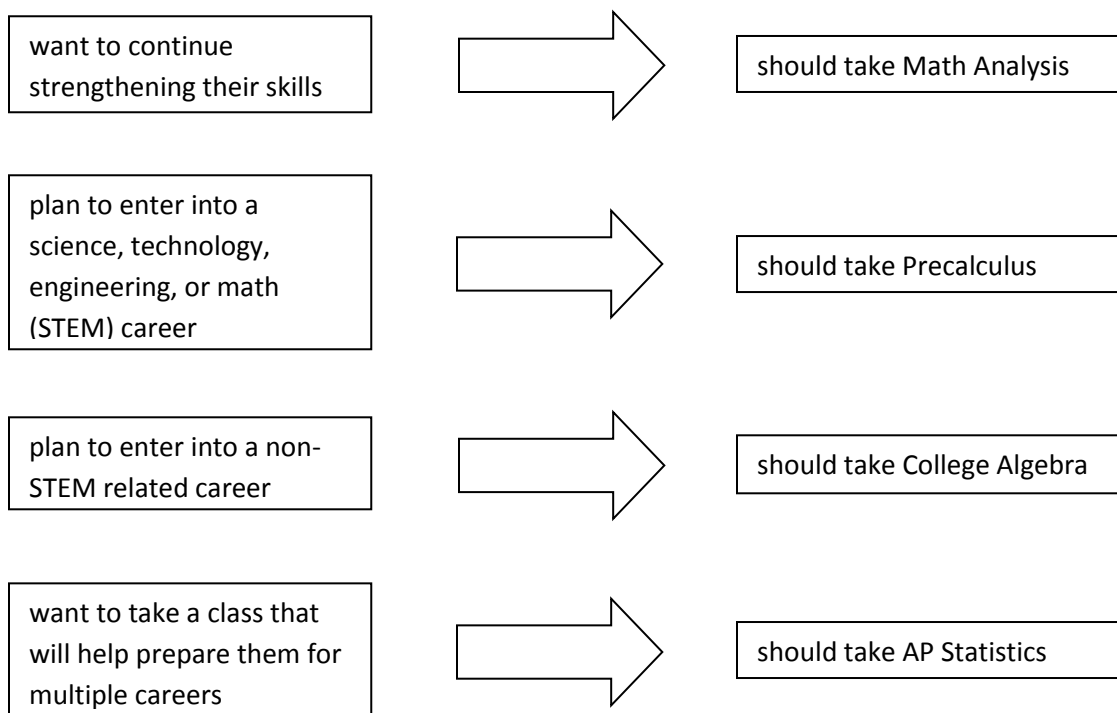 want to continue
strengthening their skills
should take Math Analysis
plan to enter into a
science, technology,
engineering, or math
(STEM) career
should take Precalculus
plan to enter into a non-
STEM related career
should take College Algebra
want to take a class that
will help prepare them for
multiple careers
should take AP Statistics